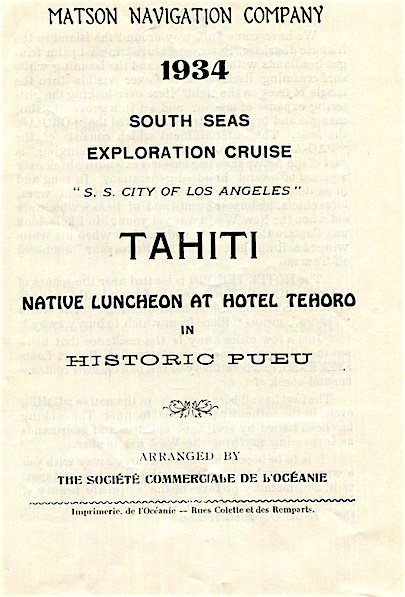 MATSON NAVIGATION COMPANY
1934
SOUTH SEAS
EXPLORATION CRUISE
"S. S. CITY OF LOS ANGELES"
TAHITI
NATIVE LUNCHEON AT HOTEL TEHORO
IN
HISTORIC PUEU
ARRANGED BY
THE SOCIÉTÉ COMMERCIALE DE L'OCÉANIE
Imprimerie. de l'Océanie -- Rues Colette et des Remparts.